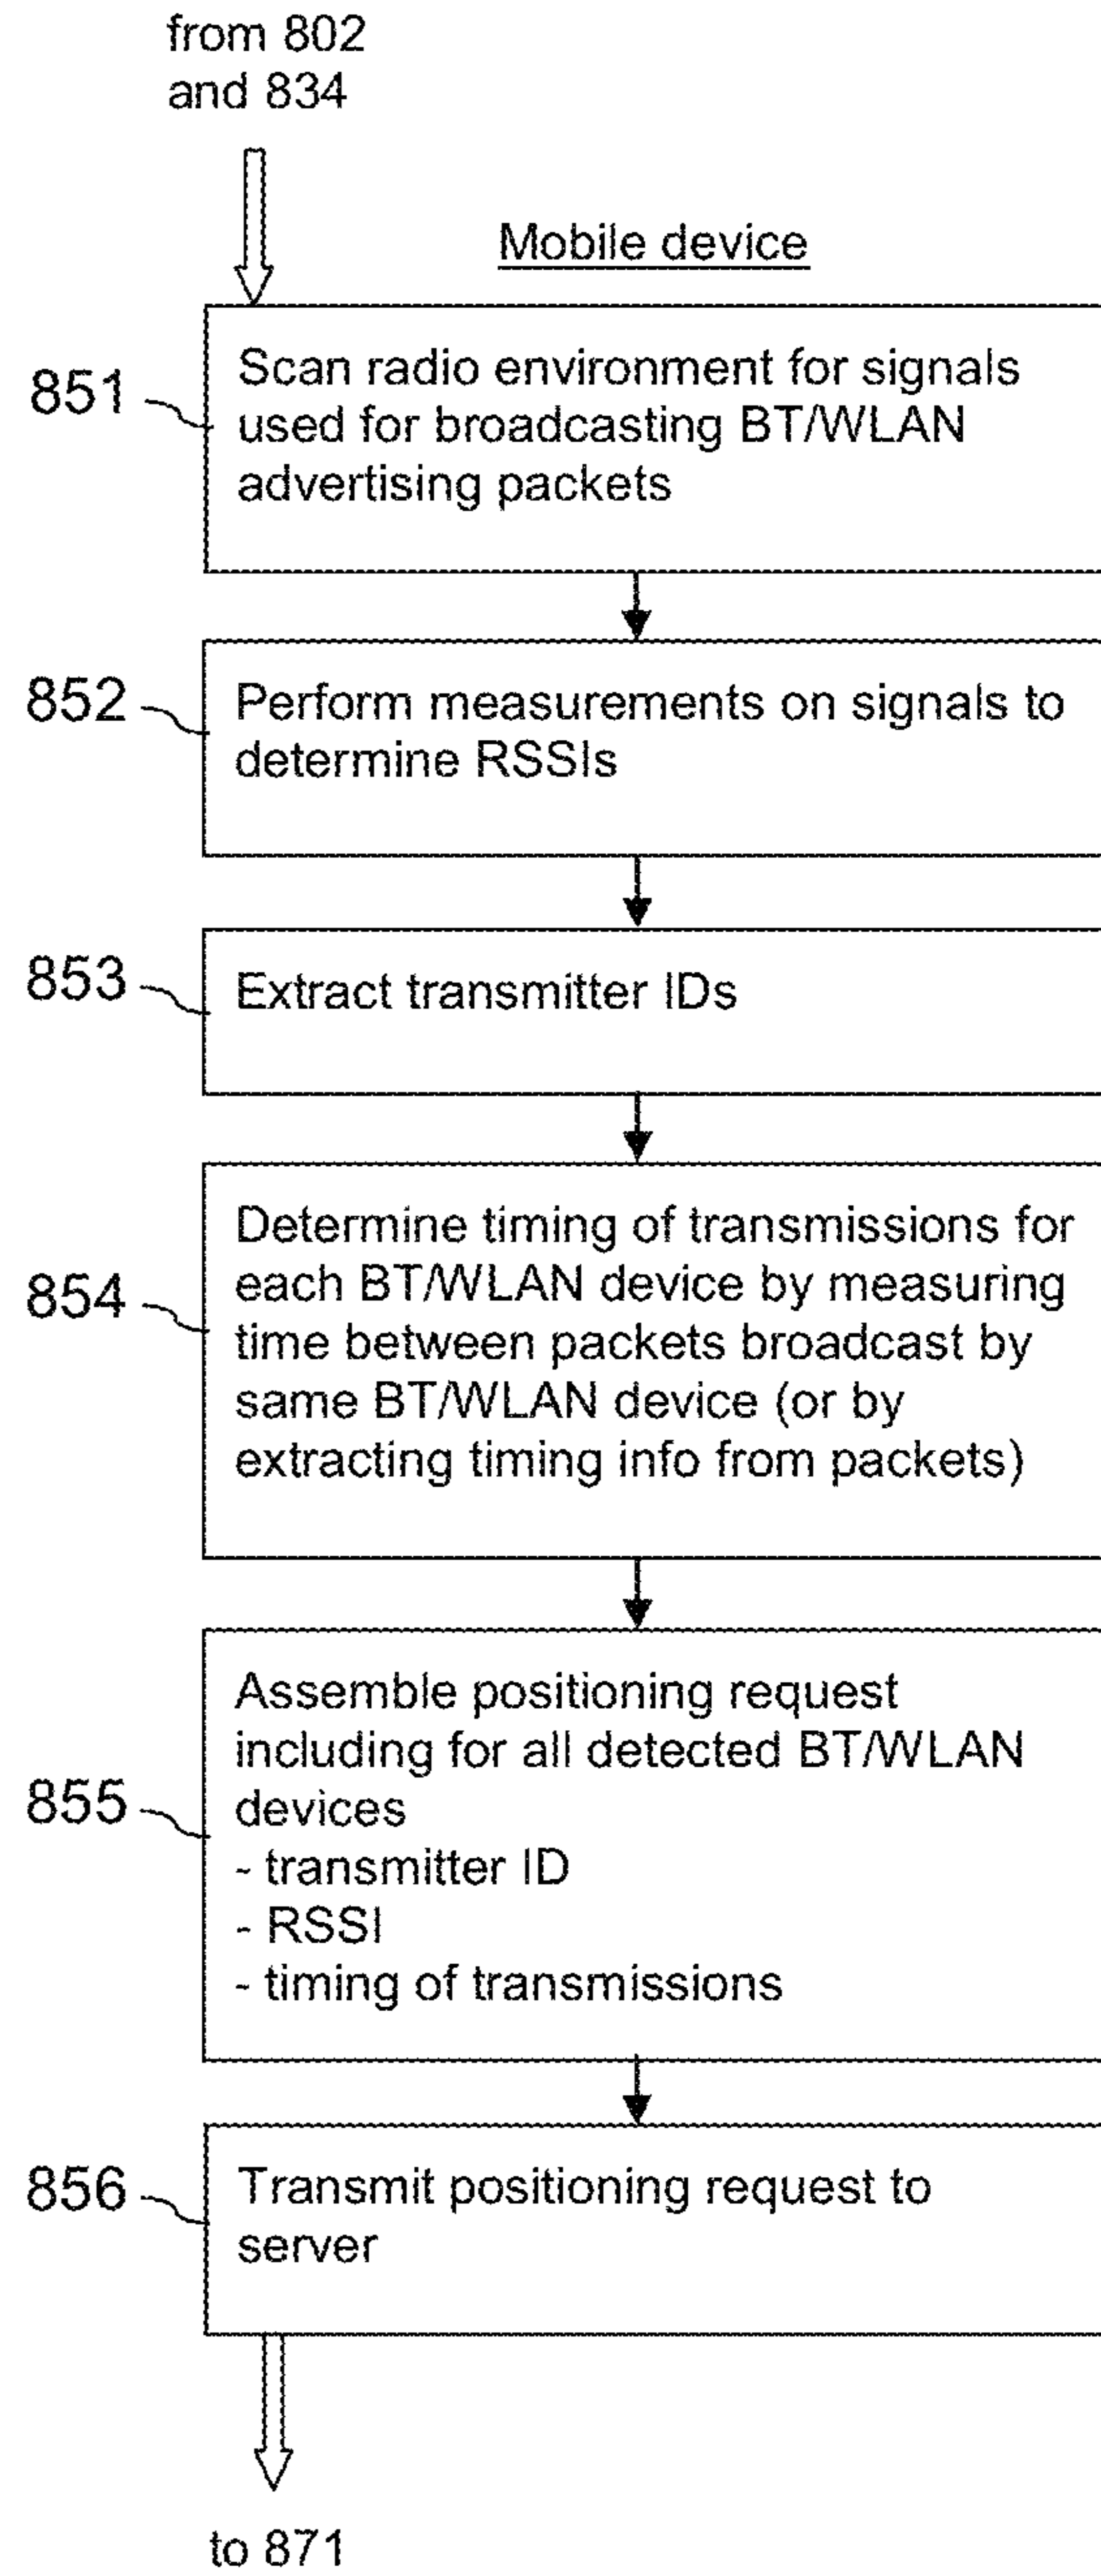 from 802
and 834
Mobile device
851
Scan radio environment for signals
used for broadcasting BT/WLAN
advertising packets
852
Perform measurements on signals to
determine RSSIs
853
Extract transmitter IDs
854
Determine timing of transmissions for
each BT/WLAN device by measuring
time between packets broadcast by
same BT/WLAN device (or by
extracting timing info from packets)
855
Assemble positioning request
including for all detected BT/WLAN
devices
- transmitter ID
- RSSI
- timing of transmissions
856
Transmit positioning request to
server
to 871